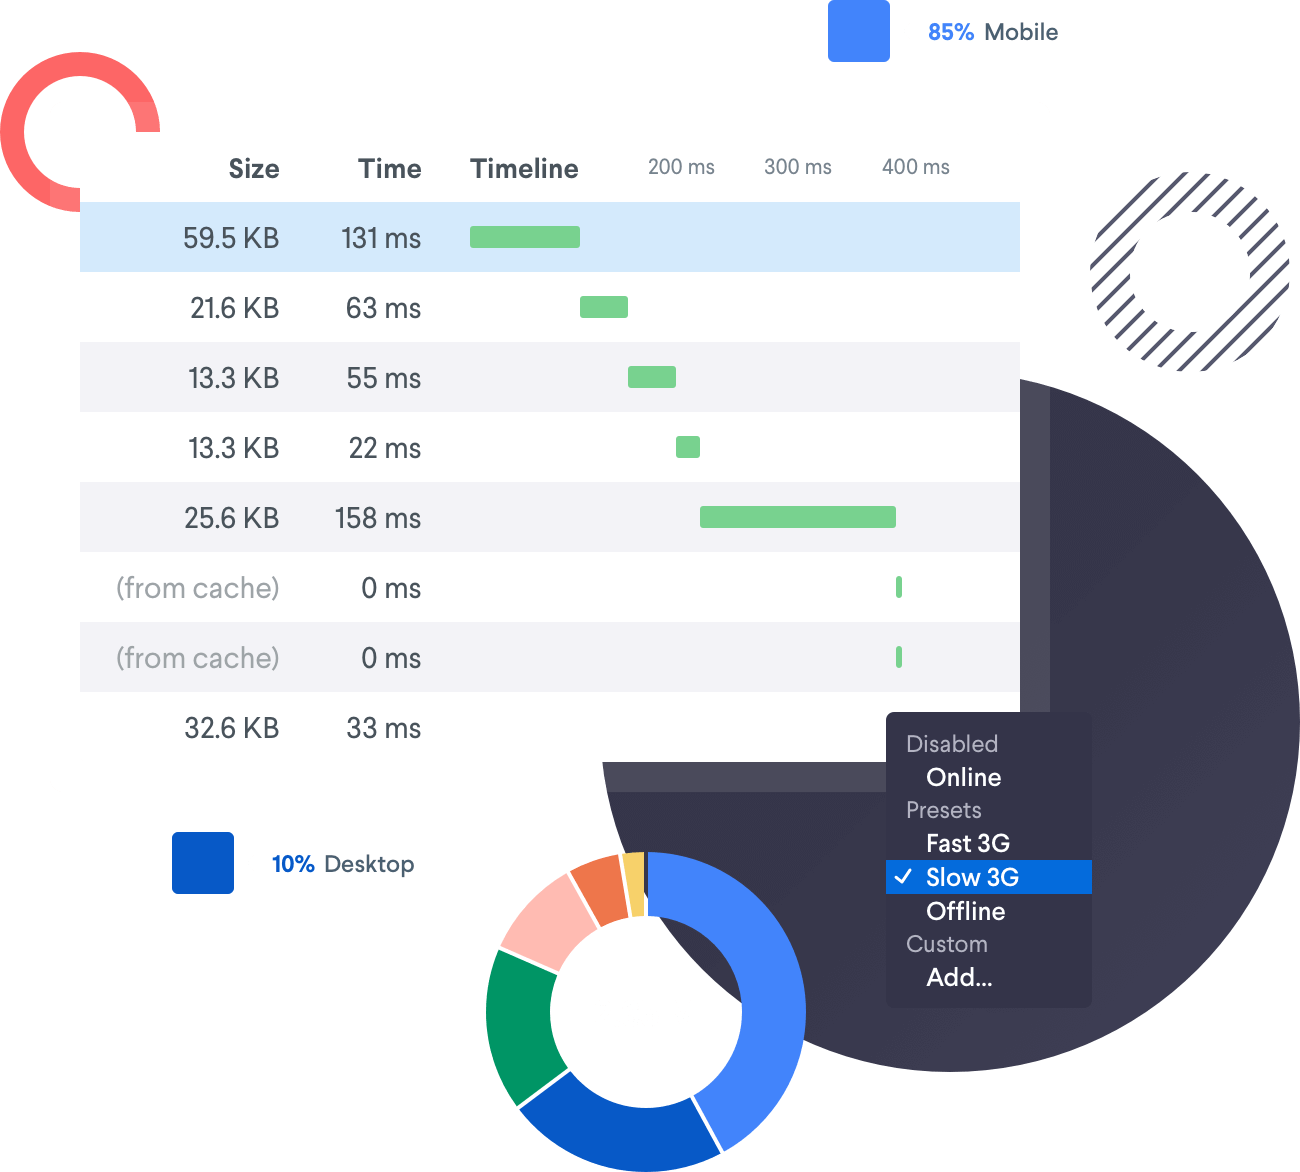 85% Mobile
Size Time Timeline 200 ms 300 ms 400 ms
59.5 KB 131 ms
21.6 KB 63 ms
13.3 KB 55 ms
13.3 KB 22 ms
25.6 KB 158 ms
(from cache) 0 ms
(from cache) 0 ms
32.6 KB 33 ms
Disabled
Online
Presets
Fast 3G
Slow 3G
Offline
Custom
Add...
10% Desktop